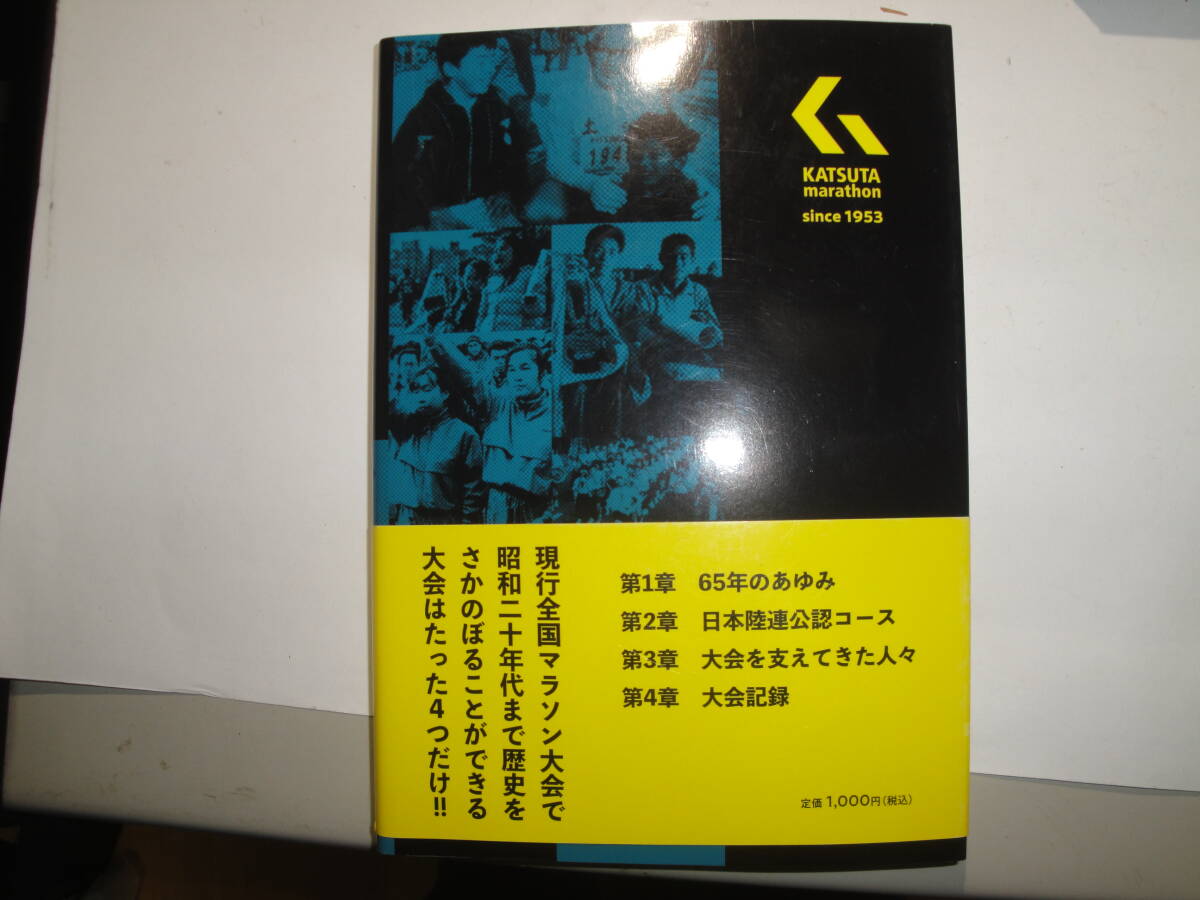 土
194
KATSUTA
marathon
since 1953
現行全国マラソン大会で
昭和二十年代まで歴史を
さかのぼることができる
大会はたった4つだけ!!
第1章 65年のあゆみ
第2章 日本陸連公認コース
第3章 大会を支えてきた人々
第4章 大会記録
定価 1,000円(税込)